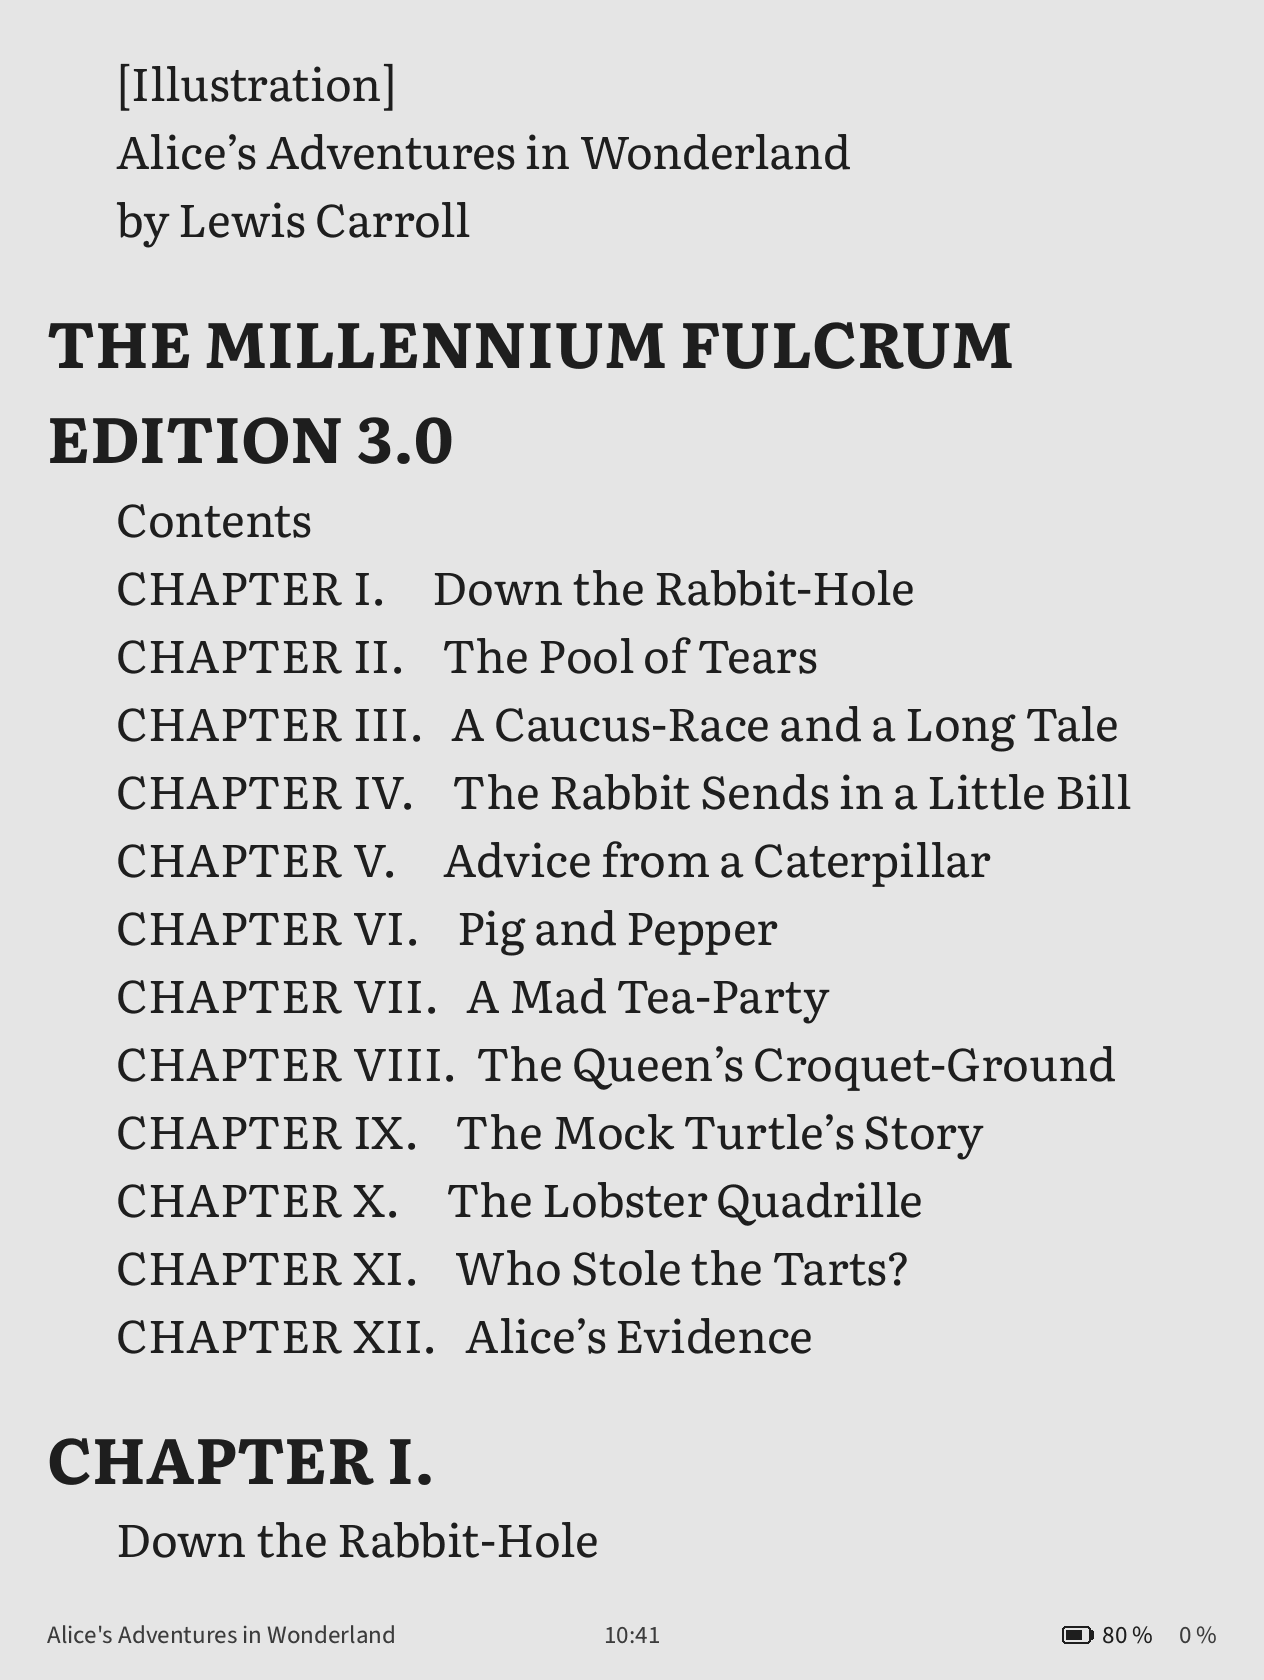 [Illustration]
Alice’s Adventures in Wonderland
by Lewis Carroll
THE MILLENNIUM FULCRUM
EDITION 3.0
Contents
CHAPTER I. Down the Rabbit-Hole
CHAPTER II. The Pool of Tears
CHAPTER III. A Caucus-Race and a Long Tale
CHAPTER IV. The Rabbit Sends in a Little Bill
CHAPTER V. Advice from a Caterpillar
CHAPTER VI. Pig and Pepper
CHAPTER VII. A Mad Tea-Party
CHAPTER VIII. The Queen’s Croquet-Ground
CHAPTER IX. The Mock Turtle’s Story
CHAPTER X. The Lobster Quadrille
CHAPTER XI. Who Stole the Tarts?
CHAPTER XII. Alice’s Evidence
CHAPTER I.
Down the Rabbit-Hole
Alice's Adventures in Wonderland 10:41 80 % 0 %